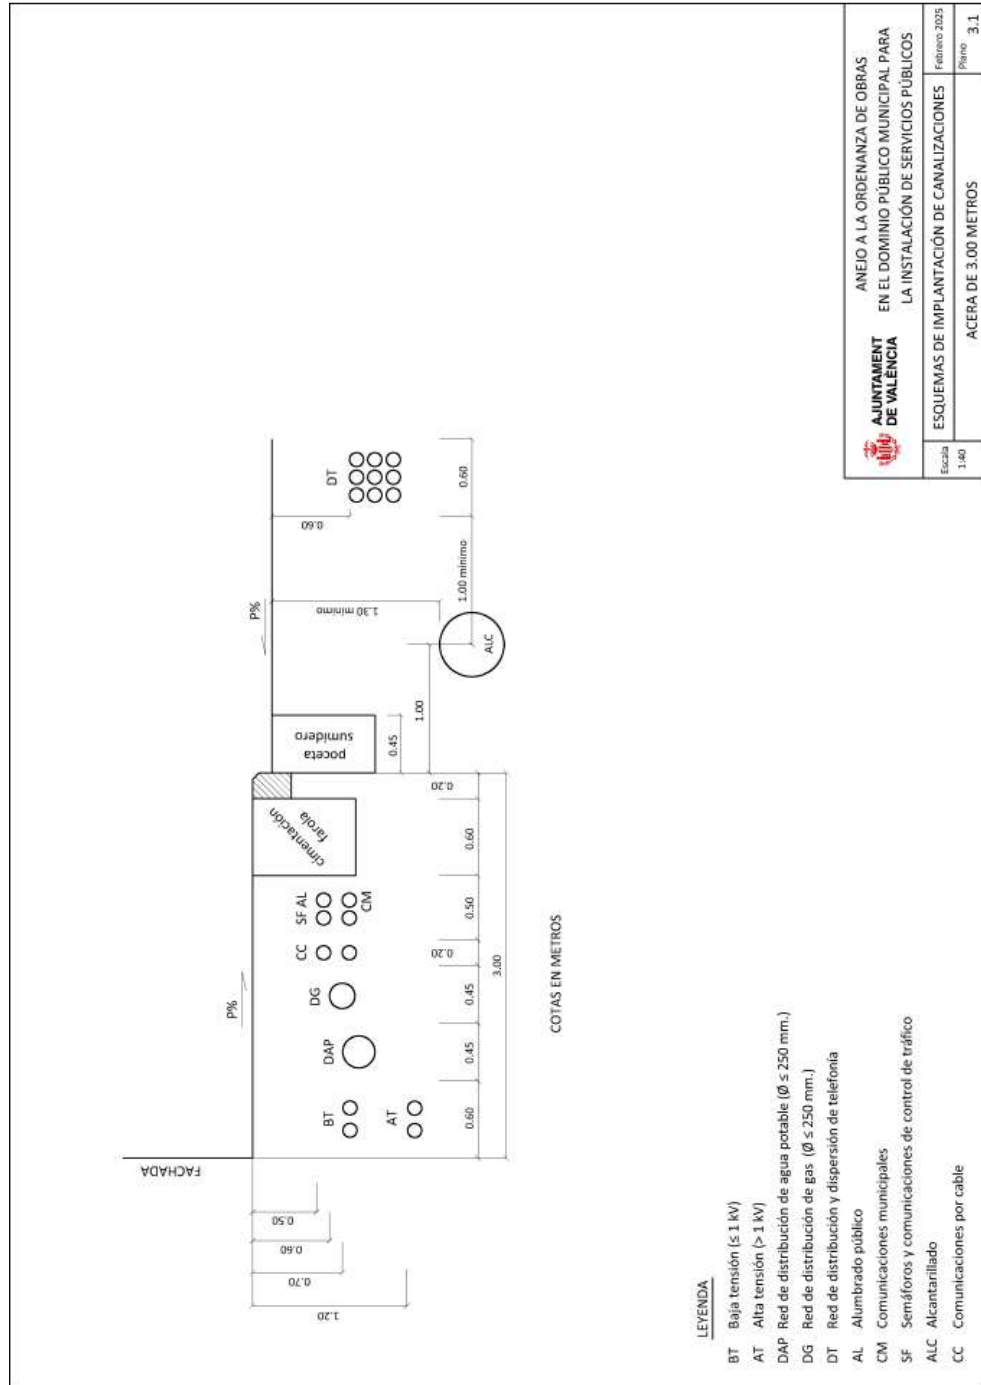 FACHADA
P%
P%
BT
AT
DAP
DG
CC
SF AL
CM
cimentación
farola
poceta
sumidero
ALC
DT
0.50
0.60
0.70
1.20
0.60
0.45
0.45
0.20
0.50
0.60
0.20
3.00
0.45
1.00
1.30 mínimo
1.00 mínimo
0.60
0.60
COTAS EN METROS
LEYENDA
BT Baja tensión (≤ 1 kV)
AT Alta tensión (> 1 kV)
DAP Red de distribución de agua potable (Ø ≤ 250 mm.)
DG Red de distribución de gas (Ø ≤ 250 mm.)
DT Red de distribución y dispersión de telefonía
AL Alumbrado público
CM Comunicaciones municipales
SF Semáforos y comunicaciones de control de tráfico
ALC Alcantarillado
CC Comunicaciones por cable
AJUNTAMENT
DE VALÈNCIA
ANEJO A LA ORDENANZA DE OBRAS
EN EL DOMINIO PÚBLICO MUNICIPAL PARA
LA INSTALACIÓN DE SERVICIOS PÚBLICOS
Escala
1:40
ESQUEMAS DE IMPLANTACIÓN DE CANALIZACIONES
ACERA DE 3.00 METROS
Febrero 2025
Plano
3.1